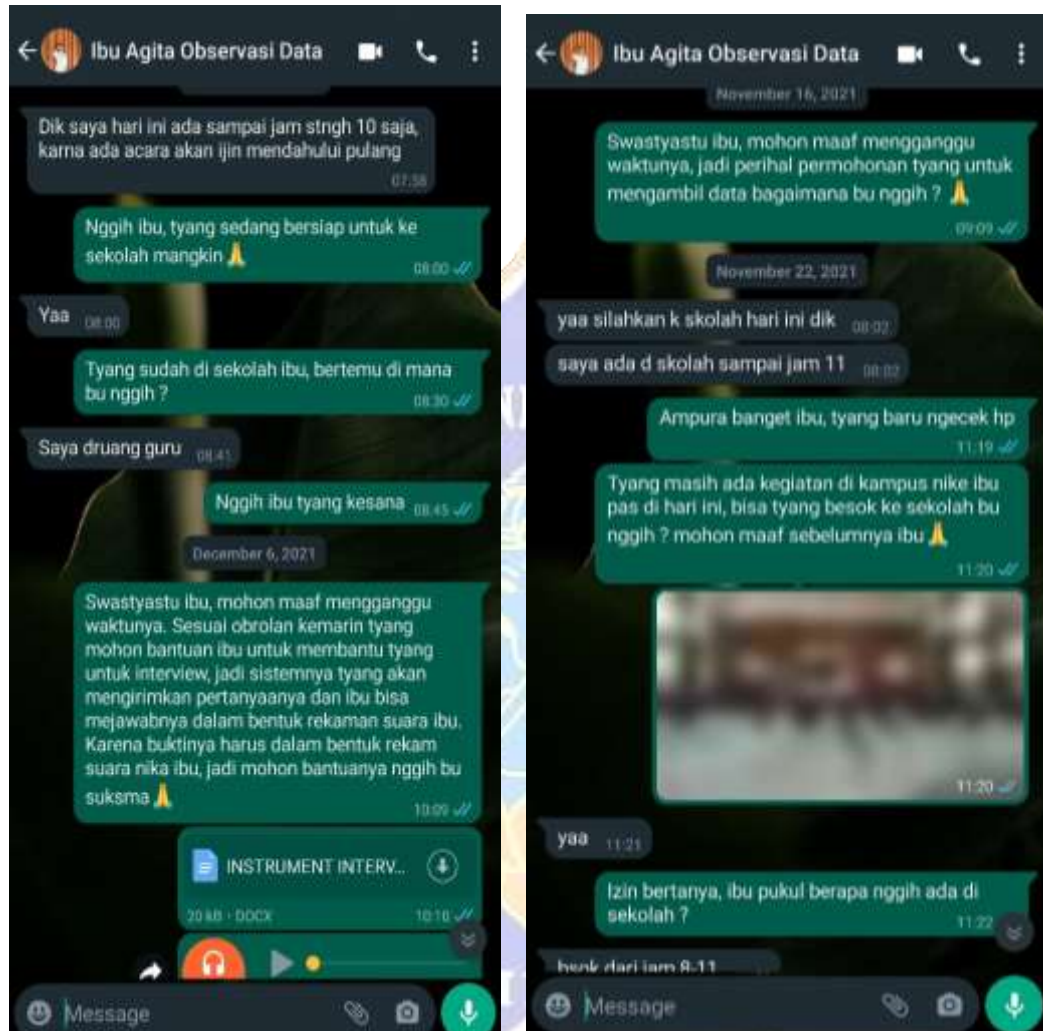 Ibu Agita Observasi Data
Dik saya hari ini ada sampai jam stngh 10 saja,
karna ada acara akan ijin mendahului pulang
07:58
Nggih ibu, tyang sedang bersiap untuk ke
sekolah mangkin🙏
08:00
Yaa 08:00
Tyang sudah di sekolah ibu, bertemu di mana
bu nggih ?
08:30
Saya druang guru 08:41
Nggih ibu tyang kesana 08:45
December 6, 2021
Swastyastu ibu, mohon maaf mengganggu
waktunya. Sesuai obrolan kemarin tyang
mohon bantuan ibu untuk membantu tyang
untuk interview, jadi sistemnya tyang akan
mengirimkan pertanyaanya dan ibu bisa
mejawabnya dalam bentuk rekaman suara ibu.
Karena buktinya harus dalam bentuk rekam
suara nika ibu, jadi mohon bantuanya nggih bu
suksma🙏
10:09
INSTRUMENT INTERV...
20 kB · DOCX 10:10
Message
Ibu Agita Observasi Data
November 16, 2021
Swastyastu ibu, mohon maaf mengganggu
waktunya, jadi perihal permohonan tyang untuk
mengambil data bagaimana bu nggih ? 🙏
09:09
November 22, 2021
yaa silahkan k skolah hari ini dik 08:02
saya ada d skolah sampai jam 11 08:02
Ampura banget ibu, tyang baru ngecek hp
11:19
Tyang masih ada kegiatan di kampus nike ibu
pas di hari ini, bisa tyang besok ke sekolah bu
nggih ? mohon maaf sebelumnya ibu🙏
11:20
11:20
yaa 11:21
Izin bertanya, ibu pukul berapa nggih ada di
sekolah ?
11:22
bsok dari jam 8-11
Message